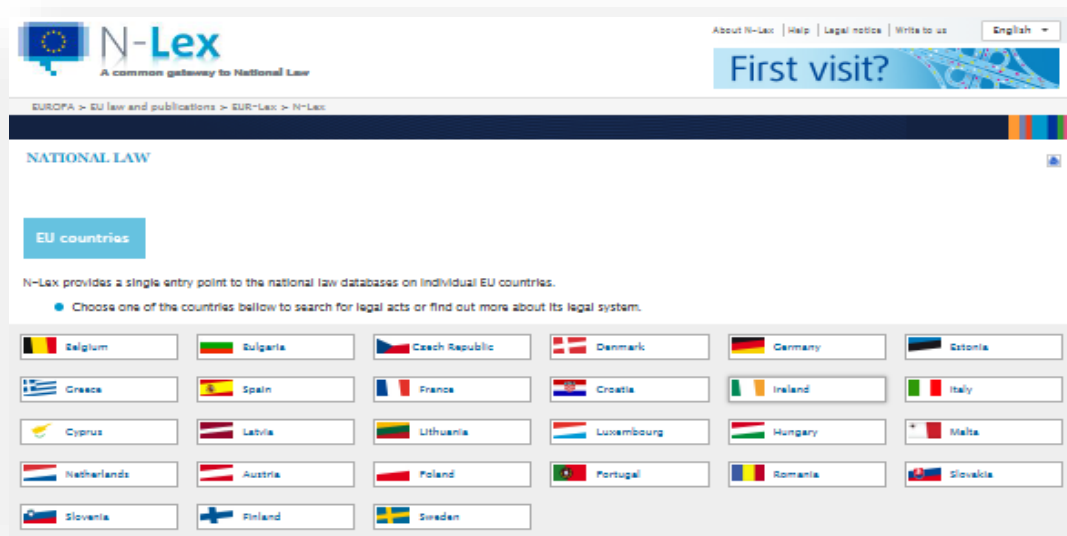 About N-Lex | Help | Legal notice | Write to us English
N-Lex
A common gateway to National Law
First visit?
EUROPA > EU law and publications > EUR-Lex > N-Lex
NATIONAL LAW
EU countries
N-Lex provides a single entry point to the national law databases on individual EU countries.
Choose one of the countries bellow to search for legal acts or find out more about its legal system.
Belgium Bulgaria Czech Republic Denmark Germany Estonia
Greece Spain France Croatia Ireland Italy
Cyprus Latvia Lithuania Luxembourg Hungary Malta
Netherlands Austria Poland Portugal Romania Slovakia
Slovenia Finland Sweden